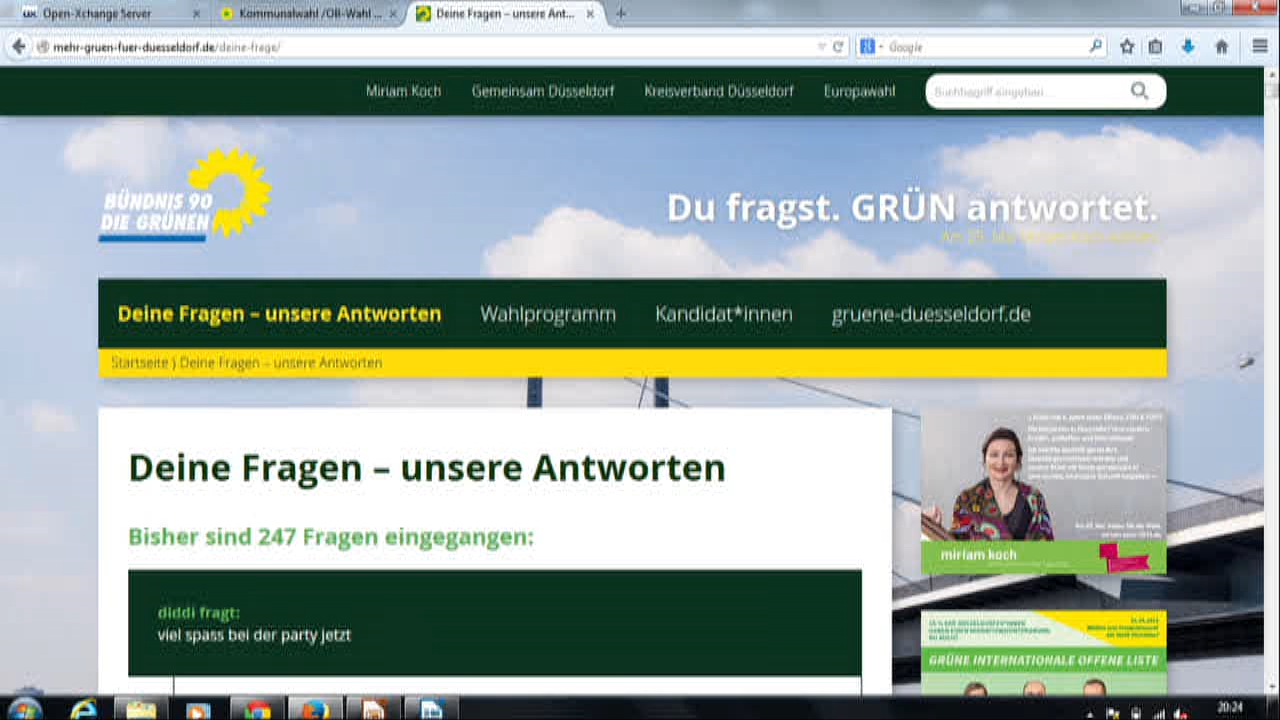 Open-Xchange Server
Kommunalwahl /OB-Wahl ...
Deine Fragen – unsere Ant...
mehr-gruen-fuer-duesseldorf.de/deine-frage/
Google
Miriam Koch
Gemeinsam Düsseldorf
Kreisverband Düsseldorf
Europawahl
Suchbegriff eingeben...
BÜNDNIS 90
DIE GRÜNEN
Du fragst. GRÜN antwortet.
Deine Fragen – unsere Antworten
Wahlprogramm
Kandidat*innen
gruene-duesseldorf.de
Startseite ⟩ Deine Fragen – unsere Antworten
Deine Fragen – unsere Antworten
Bisher sind 247 Fragen eingegangen:
diddi fragt:
viel spass bei der party jetzt
miriam koch
GRÜNE INTERNATIONALE OFFENE LISTE
20:24